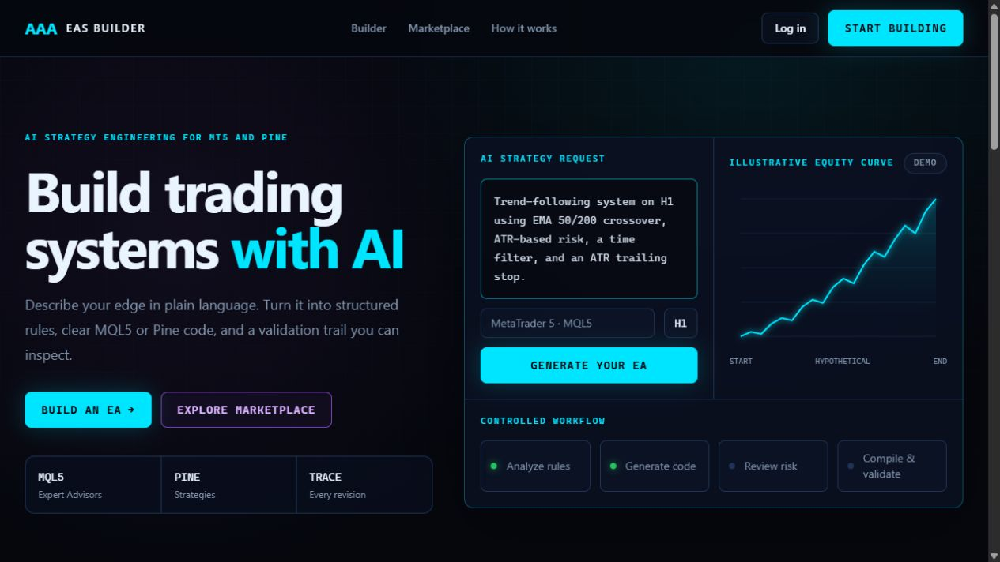 AAA EAS BUILDER
Builder
Marketplace
How it works
Log in
START BUILDING
AI STRATEGY ENGINEERING FOR MT5 AND PINE
Build trading
systems with AI
Describe your edge in plain language. Turn it into structured
rules, clear MQL5 or Pine code, and a validation trail you can
inspect.
BUILD AN EA →
EXPLORE MARKETPLACE
MQL5
Expert Advisors
PINE
Strategies
TRACE
Every revision
AI STRATEGY REQUEST
Trend-following system on H1
using EMA 50/200 crossover,
ATR-based risk, a time
filter, and an ATR trailing
stop.
MetaTrader 5 · MQL5
H1
GENERATE YOUR EA
ILLUSTRATIVE EQUITY CURVE
DEMO
START
HYPOTHETICAL
END
CONTROLLED WORKFLOW
Analyze rules
Generate code
Review risk
Compile &
validate